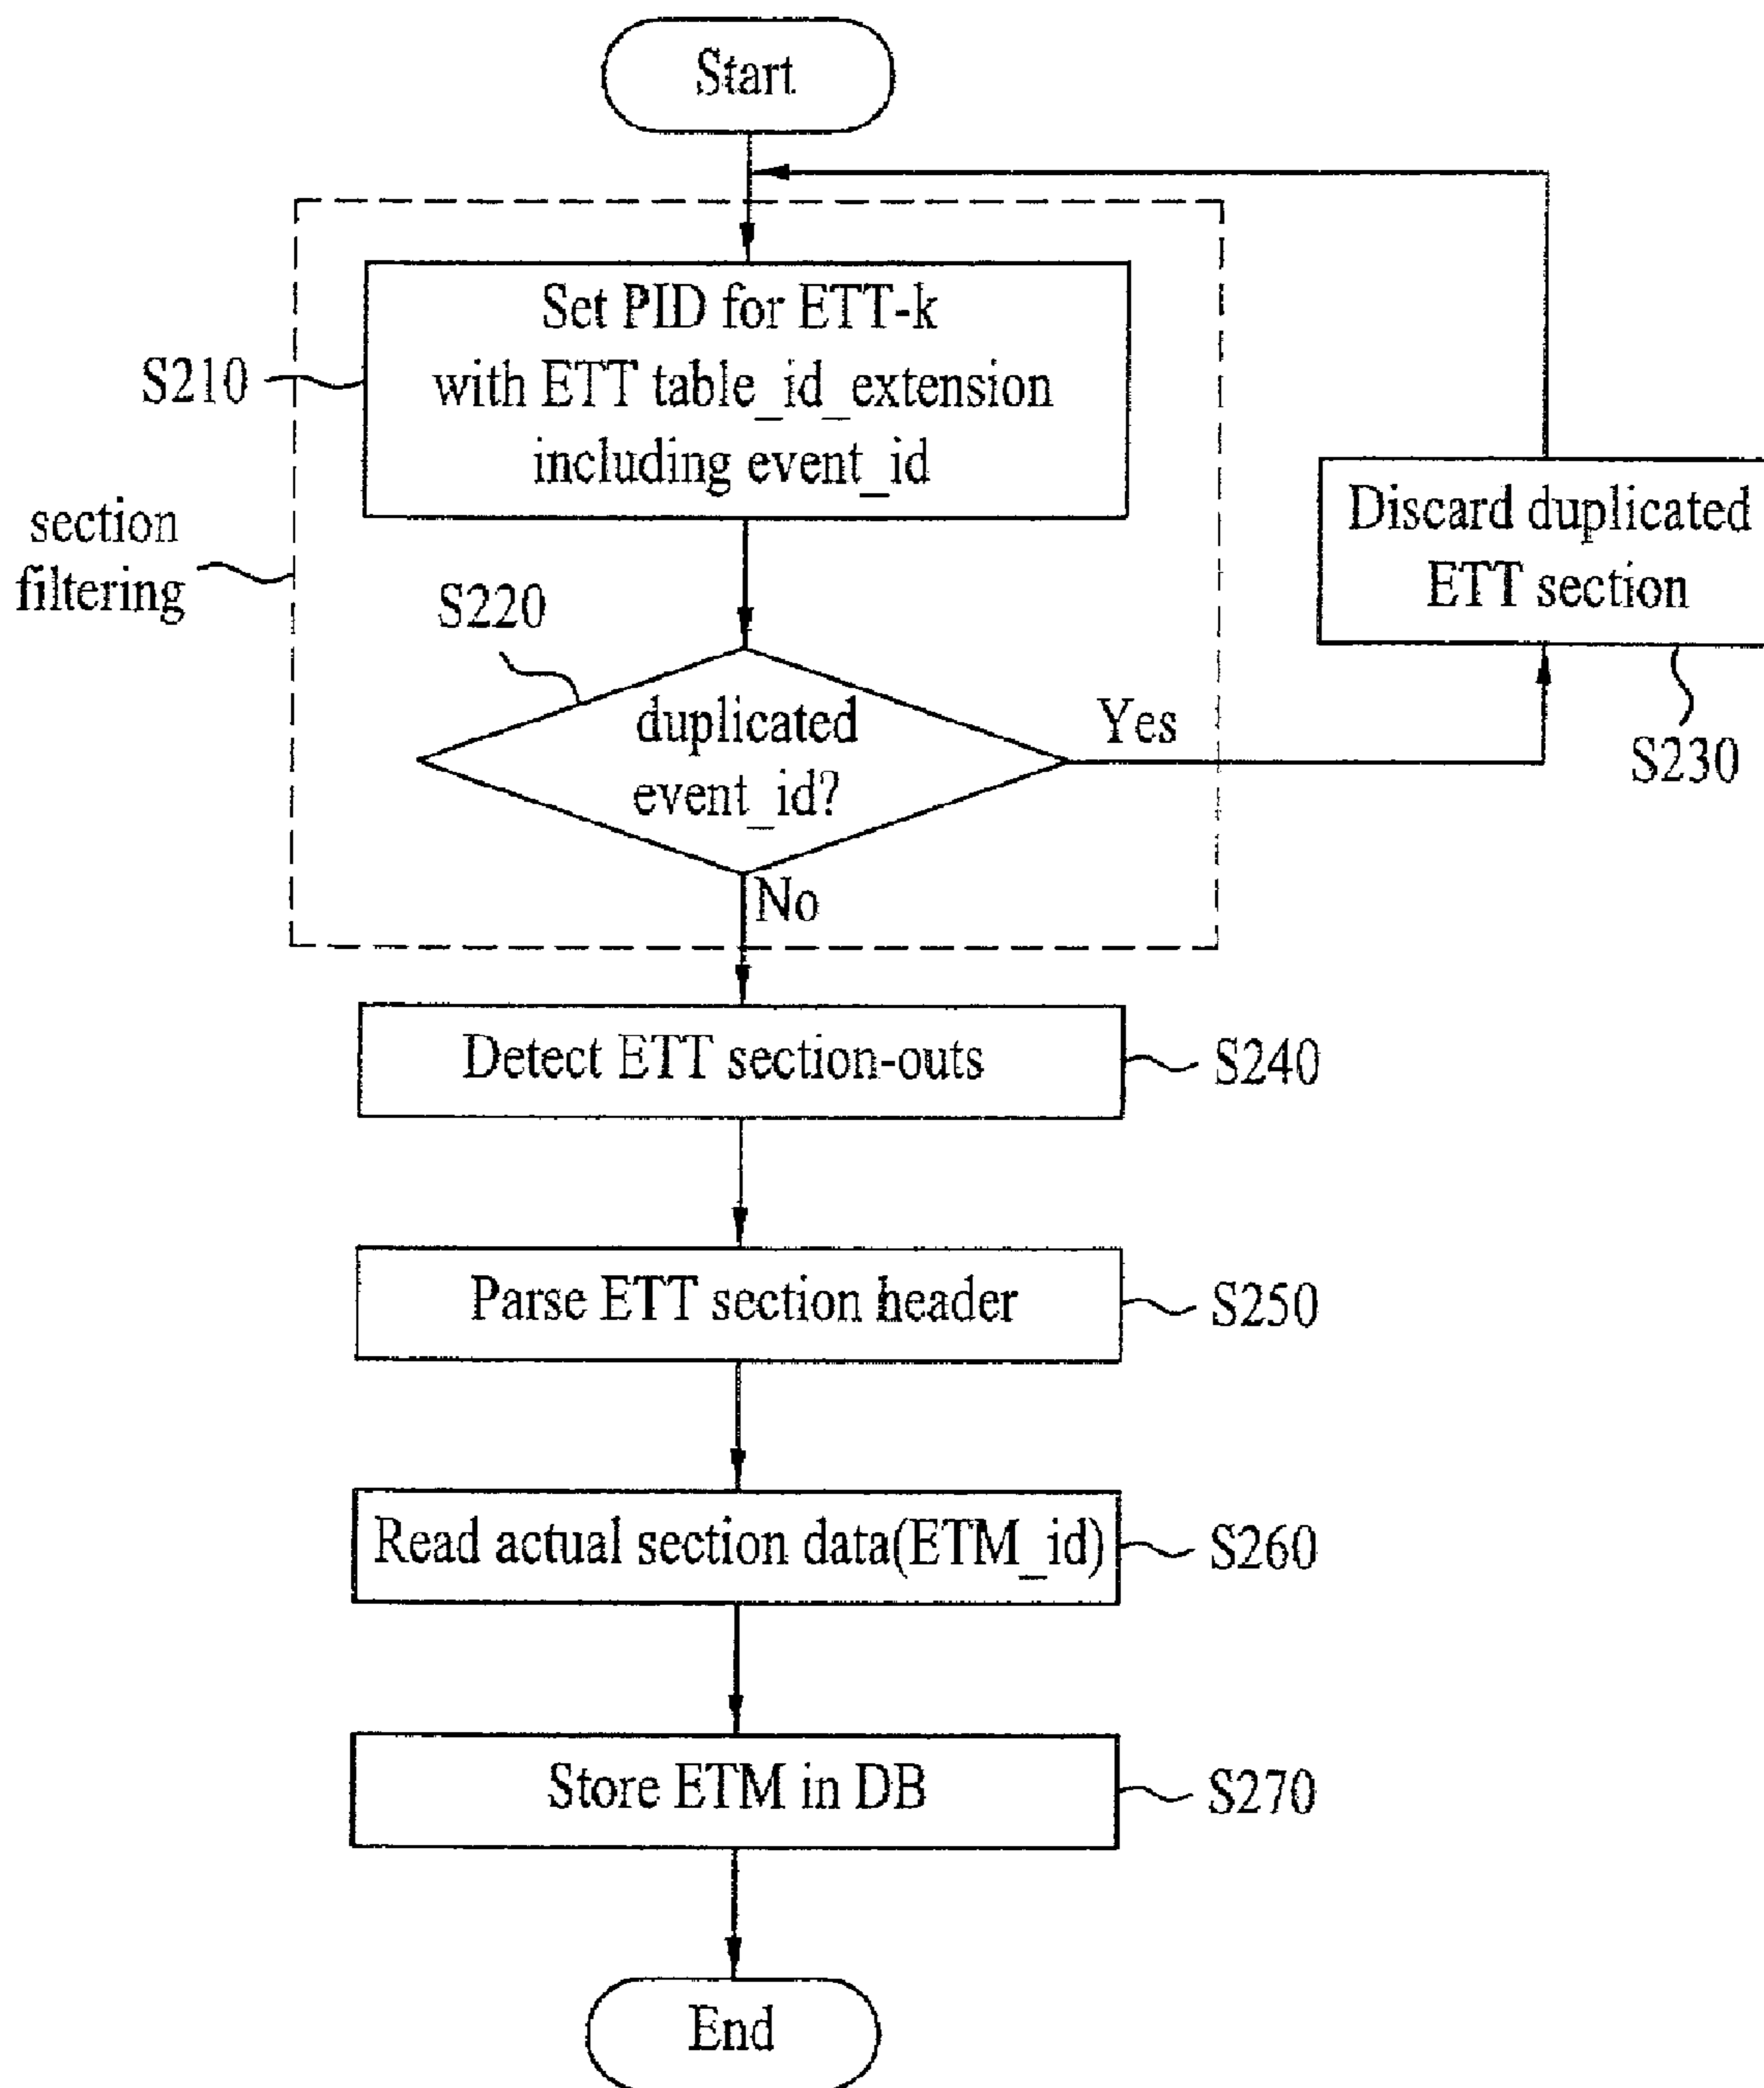 Start
Set PID for ETT-k
S210
with ETT table_id_extension
including event_id
section
filtering
Discard duplicated
ETT section
S220
duplicated
event_id?
Yes
S230
No
Detect ETT section-outs
S240
Parse ETT section header
S250
Read actual section data(ETM_id)
S260
Store ETM in DB
S270
End